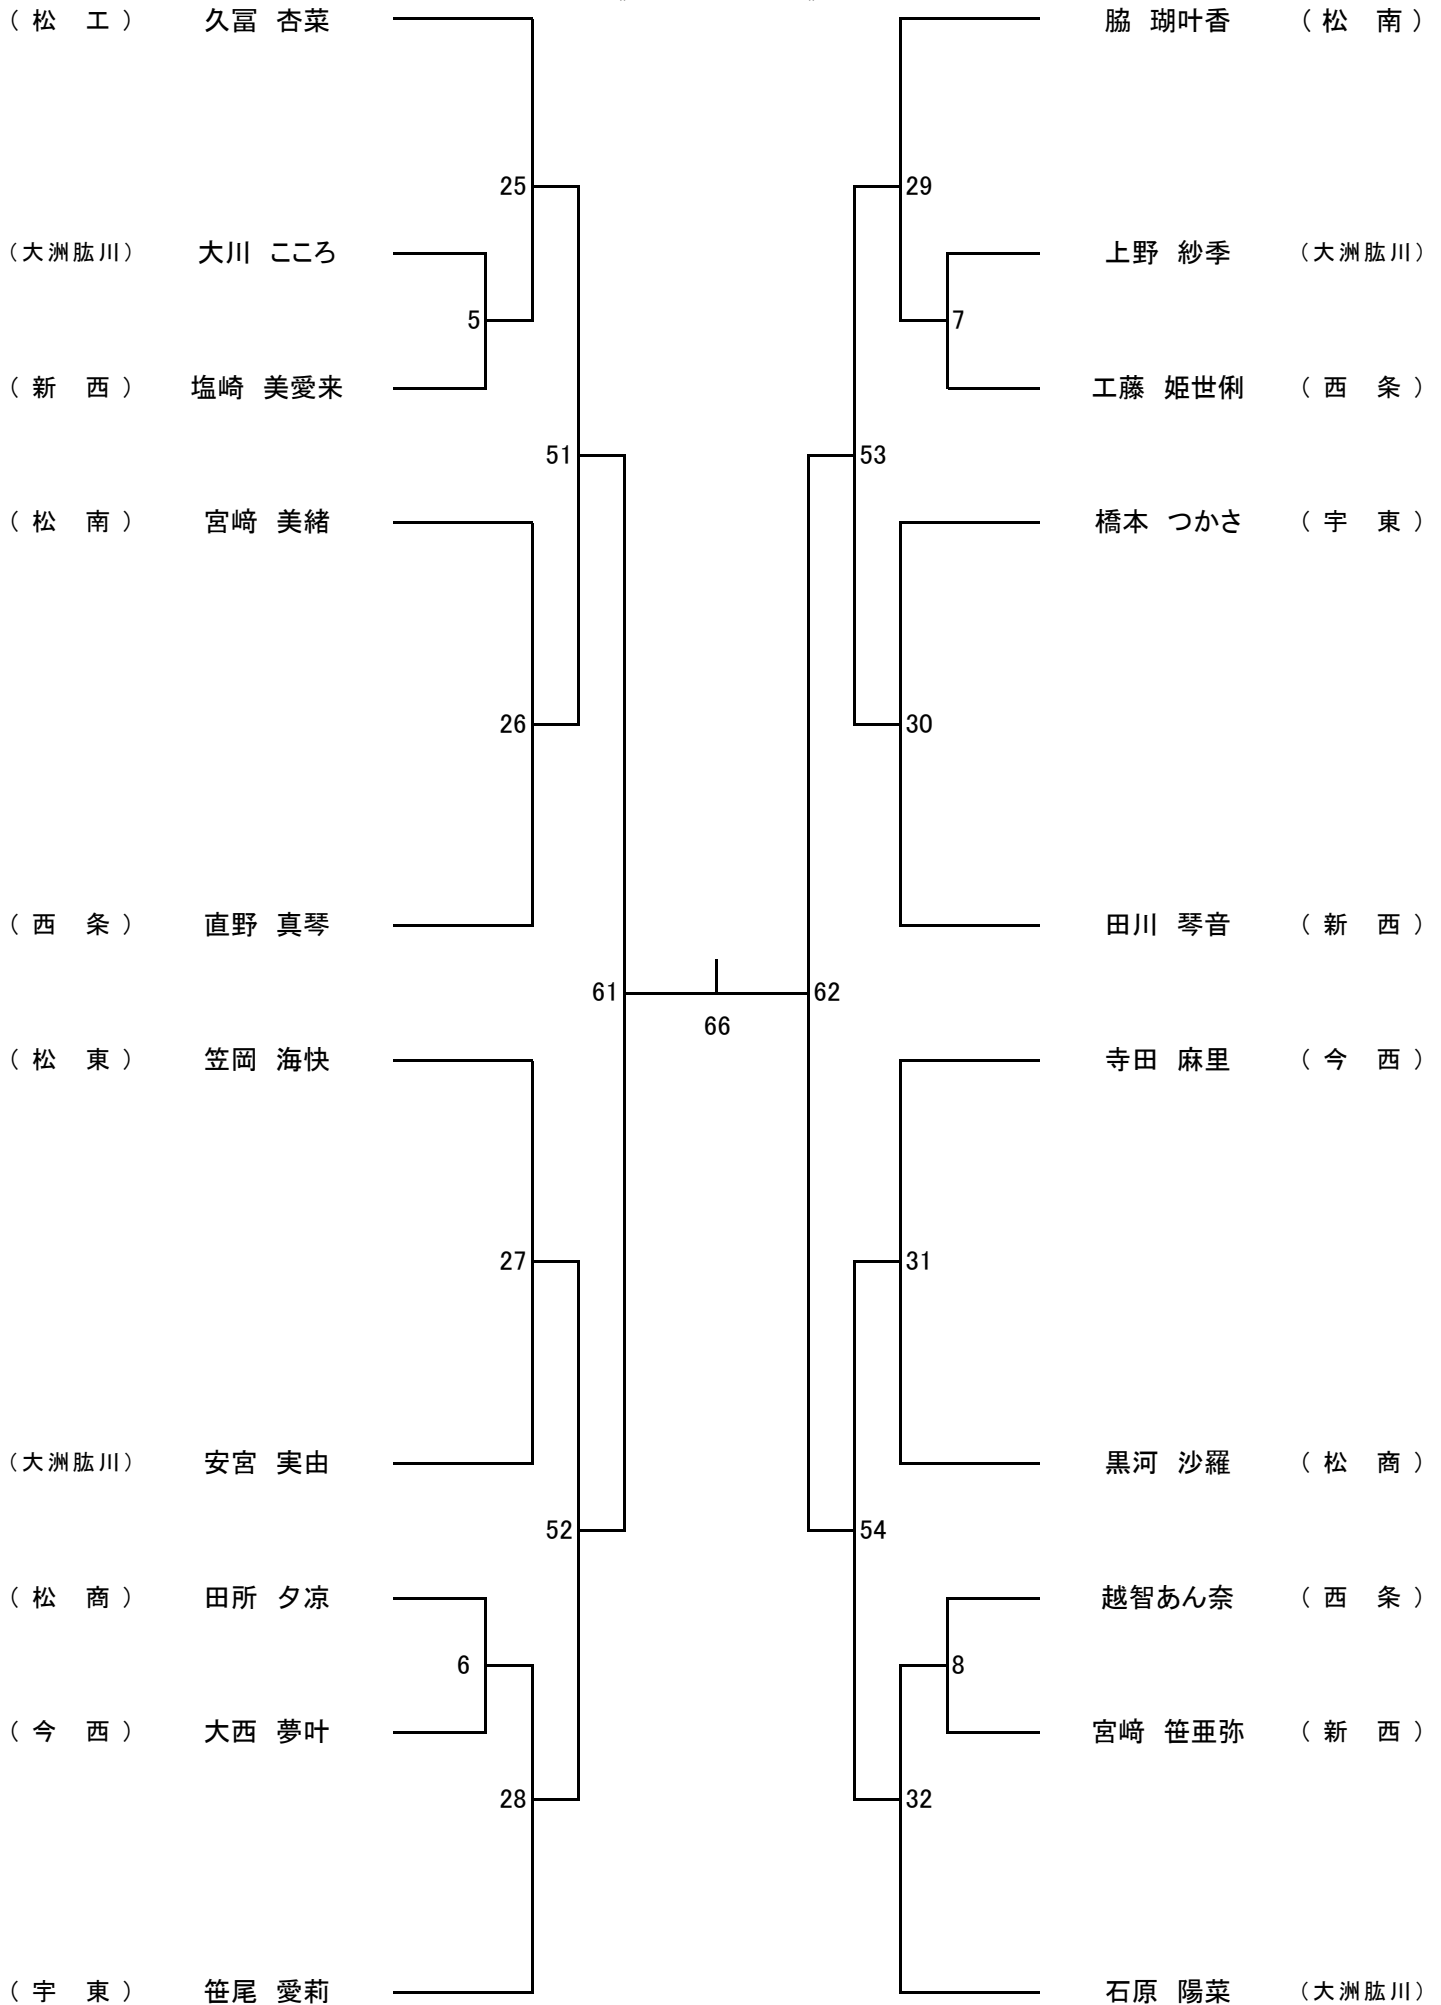 ( 松　工 )　久冨　杏菜　脇　瑚叶香　( 松　南 )
25　29
(大洲肱川)　大川　こころ　上野　紗季　(大洲肱川)
5　7
( 新　西 )　塩崎　美愛来　工藤　姫世俐　( 西　条 )
51　53
( 松　南 )　宮﨑　美緒　橋本　つかさ　( 宇　東 )
26　30
( 西　条 )　直野　真琴　田川　琴音　( 新　西 )
61　62
66
( 松　東 )　笠岡　海快　寺田　麻里　( 今　西 )
27　31
(大洲肱川)　安宮　実由　黒河　沙羅　( 松　商 )
52　54
( 松　商 )　田所　夕凉　越智あん奈　( 西　条 )
6　8
( 今　西 )　大西　夢叶　宮﨑　笹亜弥　( 新　西 )
28　32
( 宇　東 )　笹尾　愛莉　石原　陽菜　(大洲肱川)